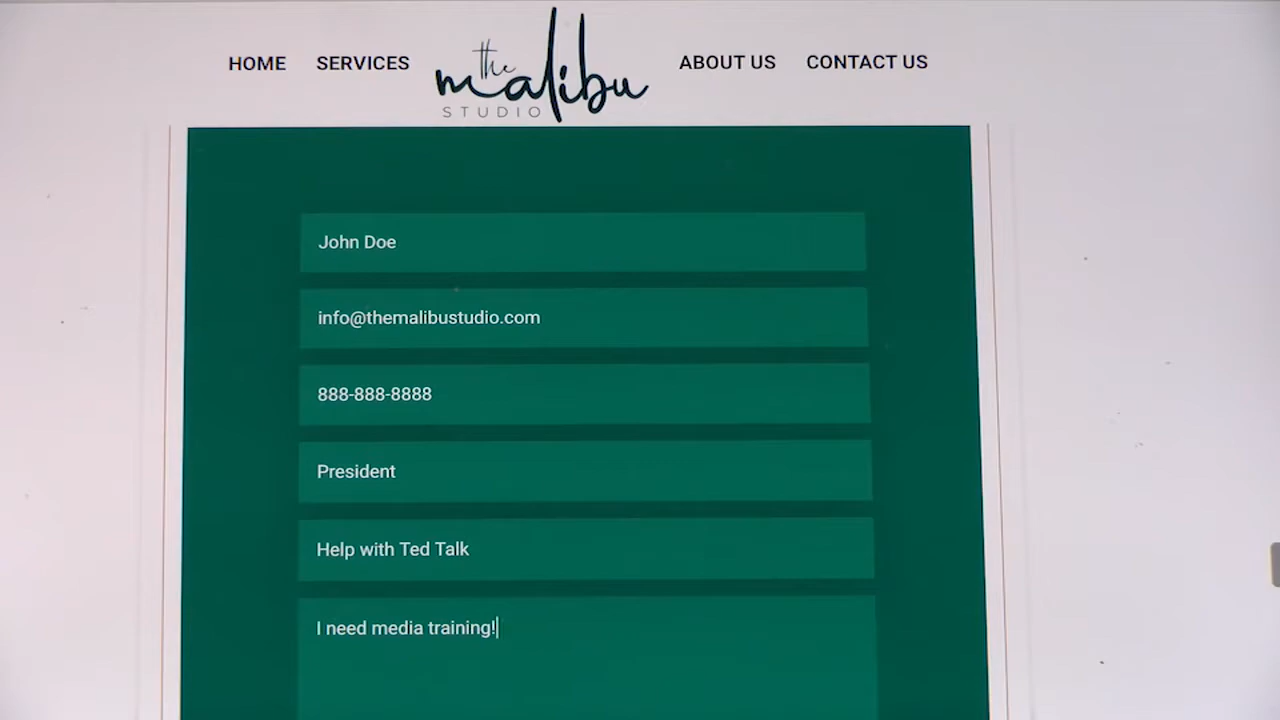 HOME SERVICES the malibu STUDIO ABOUT US CONTACT US
John Doe
info@themalibustudio.com
888-888-8888
President
Help with Ted Talk
I need media training!